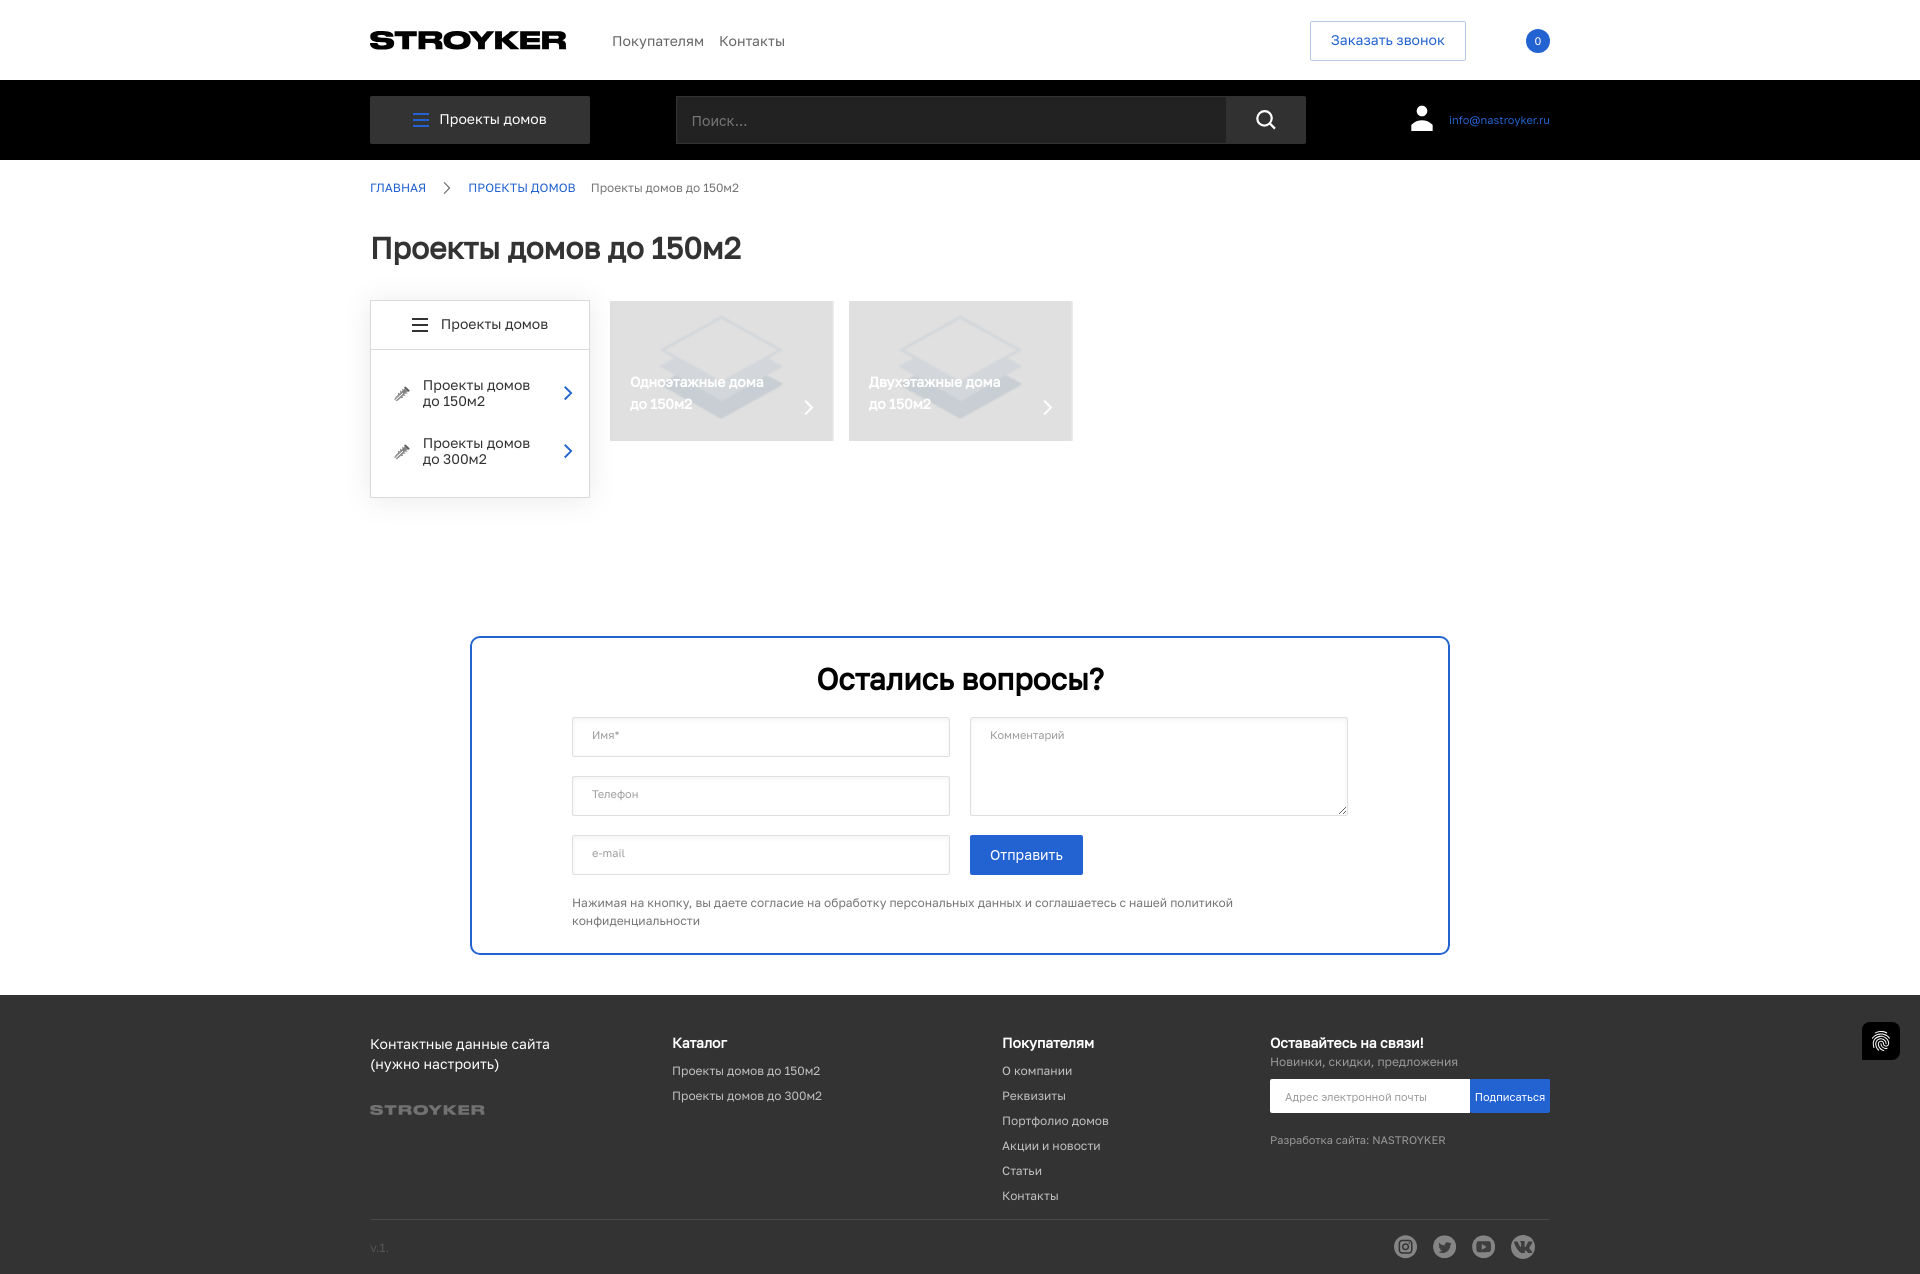 STROYKER
Покупателям Контакты
Заказать звонок
0
Проекты домов
Поиск...
info@nastroyker.ru
ГЛАВНАЯ ПРОЕКТЫ ДОМОВ Проекты домов до 150м2
Проекты домов до 150м2
Проекты домов
Проекты домов
до 150м2
Проекты домов
до 300м2
Одноэтажные дома
до 150м2
Двухэтажные дома
до 150м2
Остались вопросы?
Имя*
Телефон
e-mail
Комментарий
Отправить
Нажимая на кнопку, вы даете согласие на обработку персональных данных и соглашаетесь с нашей политикой
конфиденциальности
Контактные данные сайта
(нужно настроить)
STROYKER
Каталог
Проекты домов до 150м2
Проекты домов до 300м2
Покупателям
О компании
Реквизиты
Портфолио домов
Акции и новости
Статьи
Контакты
Оставайтесь на связи!
Новинки, скидки, предложения
Адрес электронной почты
Подписаться
Разработка сайта: NASTROYKER
v.1.